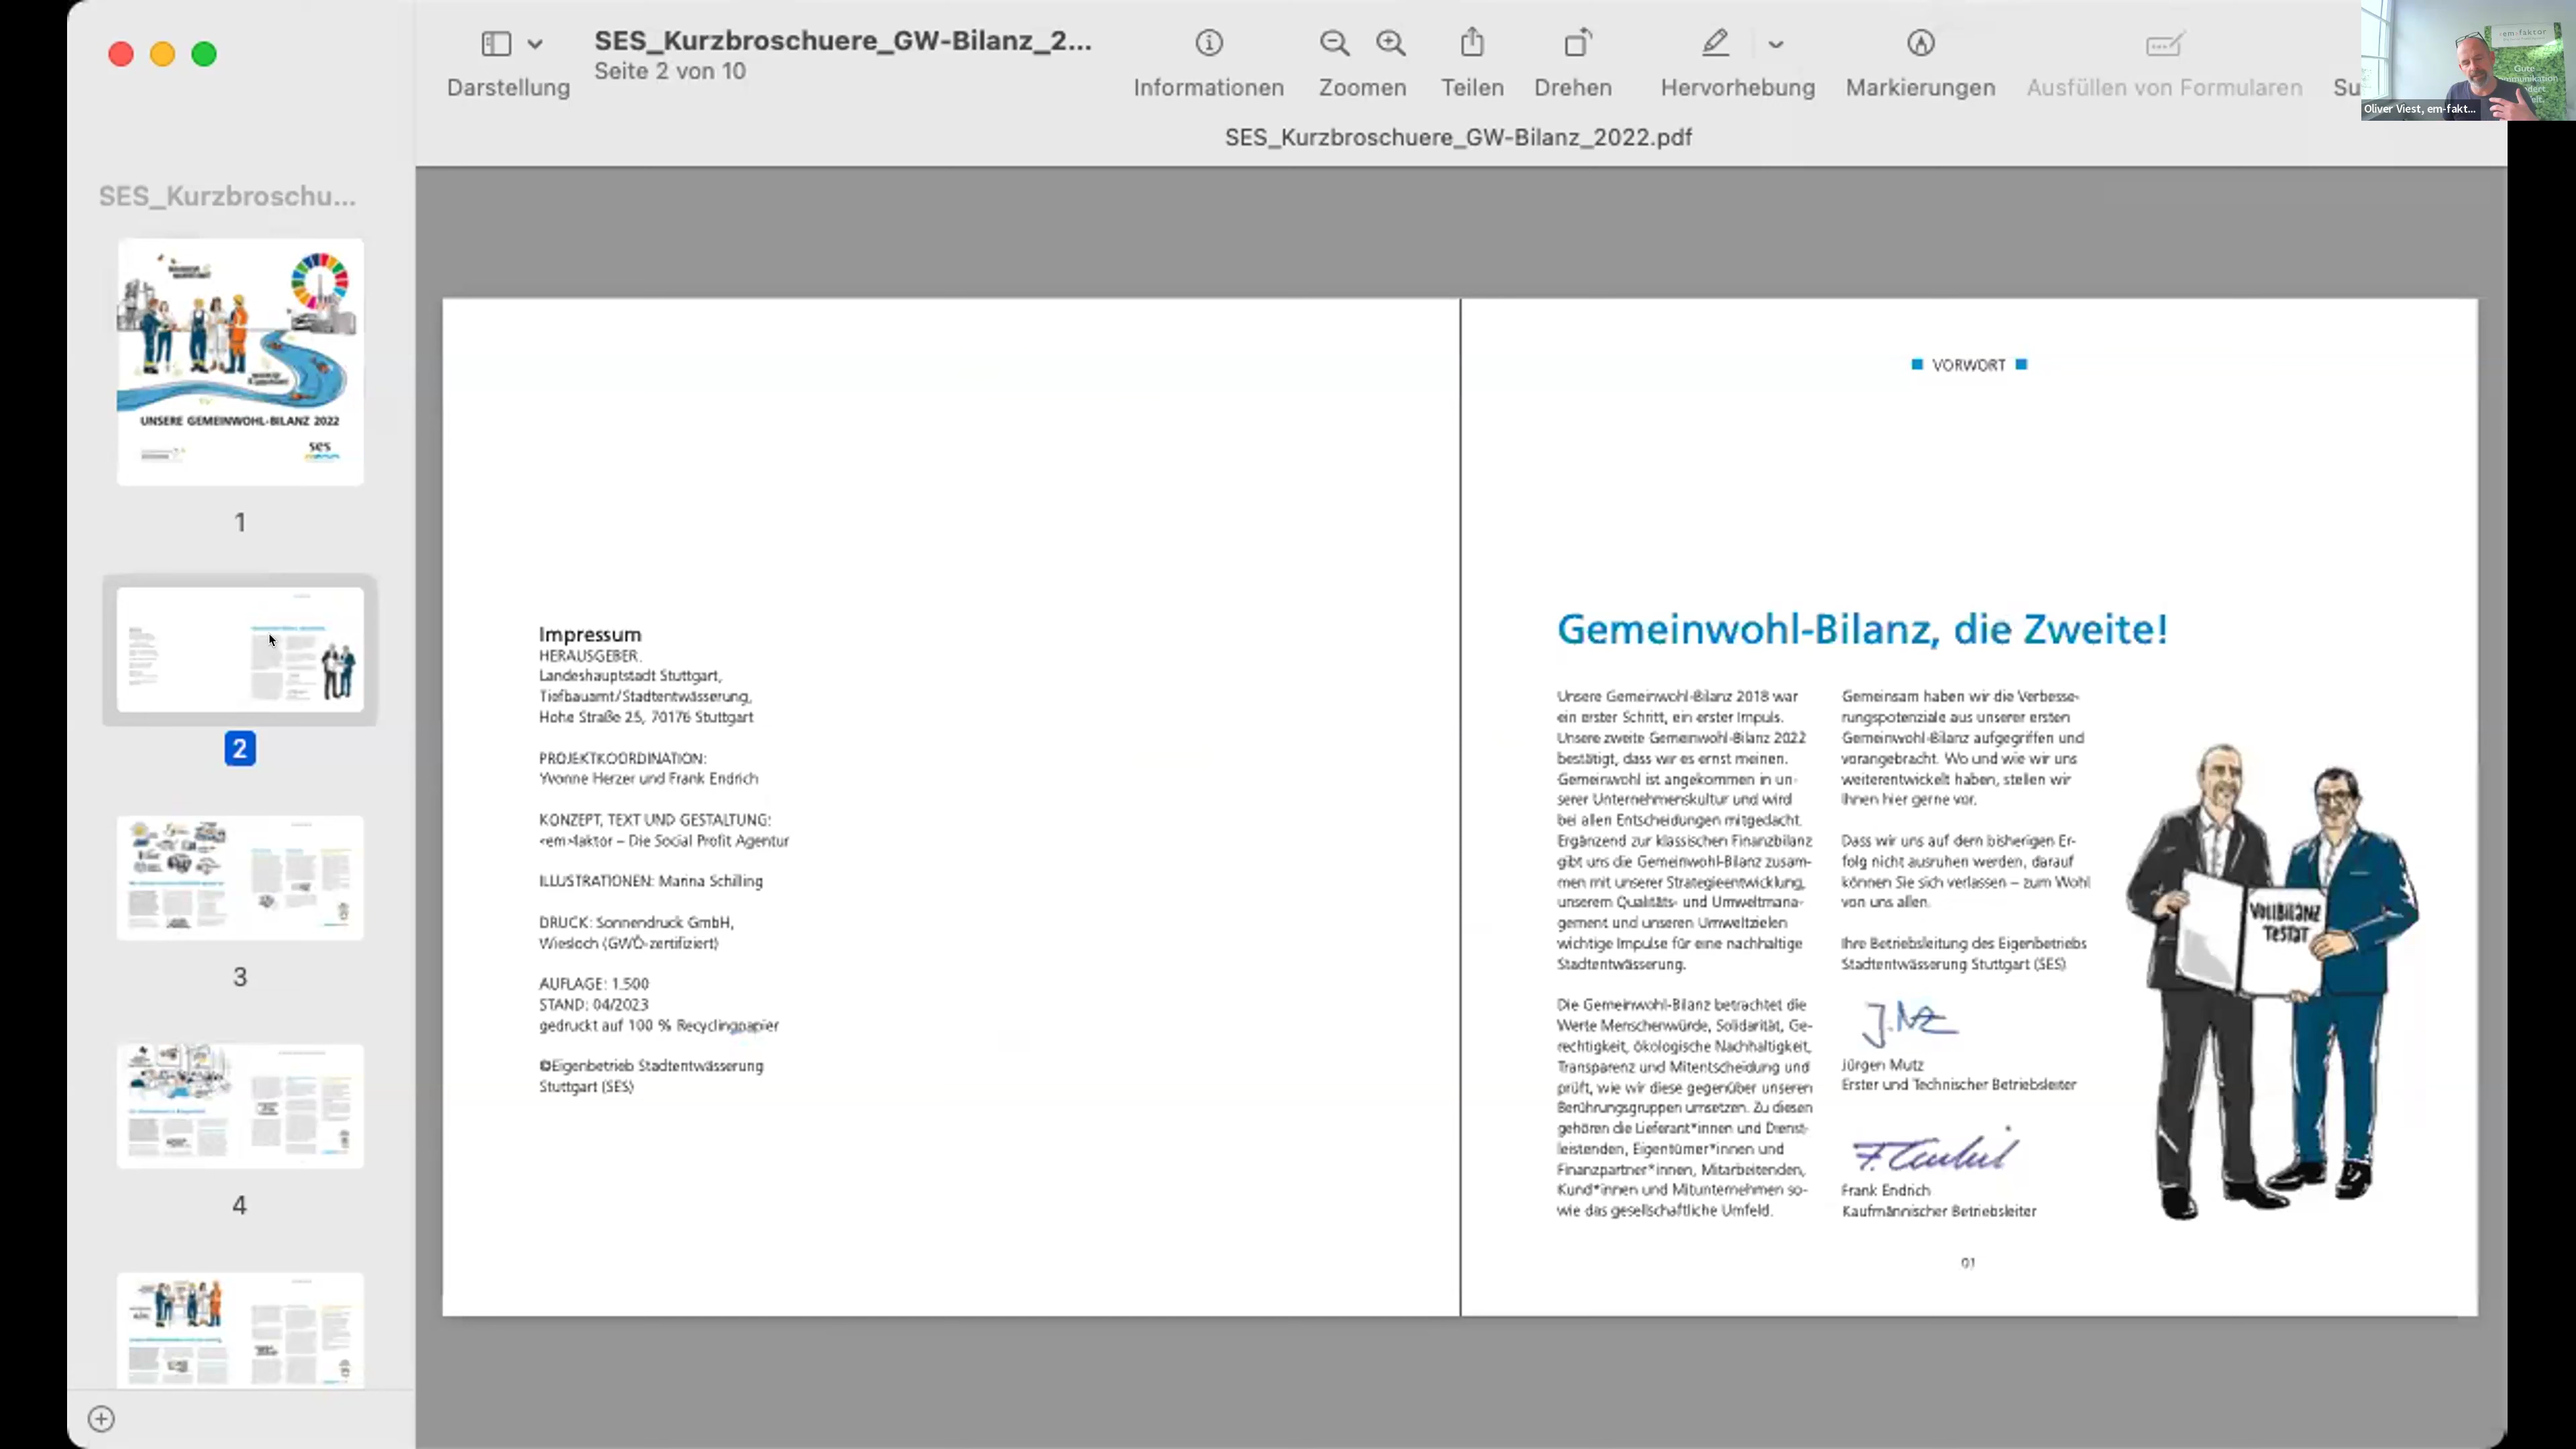 SES_Kurzbroschuere_GW-Bilanz_2...
Seite 2 von 10
Darstellung
Informationen
Zoomen
Teilen
Drehen
Hervorhebung
Markierungen
Ausfüllen von Formularen
Su
Oliver Viest, em-fakt...
SES_Kurzbroschuere_GW-Bilanz_2022.pdf
SES_Kurzbroschu...
UNSERE GEMEINWOHL-BILANZ 2022
ses
1
2
3
4
Impressum
HERAUSGEBER:
Landeshauptstadt Stuttgart,
Tiefbauamt/Stadtentwässerung,
Hohe Straße 25, 70176 Stuttgart
PROJEKTKOORDINATION:
Yvonne Herzer und Frank Endrich
KONZEPT, TEXT UND GESTALTUNG:
<em>faktor – Die Social Profit Agentur
ILLUSTRATIONEN: Marina Schilling
DRUCK: Sonnendruck GmbH,
Wiesloch (GWÖ-zertifiziert)
AUFLAGE: 1.500
STAND: 04/2023
gedruckt auf 100 % Recyclingpapier
©Eigenbetrieb Stadtentwässerung
Stuttgart (SES)
VORWORT
Gemeinwohl-Bilanz, die Zweite!
Unsere Gemeinwohl-Bilanz 2018 war
ein erster Schritt, ein erster Impuls.
Unsere zweite Gemeinwohl-Bilanz 2022
bestätigt, dass wir es ernst meinen.
Gemeinwohl ist angekommen in un-
serer Unternehmenskultur und wird
bei allen Entscheidungen mitgedacht.
Ergänzend zur klassischen Finanzbilanz
gibt uns die Gemeinwohl-Bilanz zusam-
men mit unserer Strategieentwicklung,
unserem Qualitäts- und Umweltmana-
gement und unseren Umweltzielen
wichtige Impulse für eine nachhaltige
Stadtentwässerung.
Die Gemeinwohl-Bilanz betrachtet die
Werte Menschenwürde, Solidarität, Ge-
rechtigkeit, ökologische Nachhaltigkeit,
Transparenz und Mitentscheidung und
prüft, wie wir diese gegenüber unseren
Berührungsgruppen umsetzen. Zu diesen
gehören die Lieferant*innen und Dienst-
leistenden, Eigentümer*innen und
Finanzpartner*innen, Mitarbeitenden,
Kund*innen und Mitunternehmen so-
wie das gesellschaftliche Umfeld.
Gemeinsam haben wir die Verbesse-
rungspotenziale aus unserer ersten
Gemeinwohl-Bilanz aufgegriffen und
vorangebracht. Wo und wie wir uns
weiterentwickelt haben, stellen wir
Ihnen hier gerne vor.
Dass wir uns auf dem bisherigen Er-
folg nicht ausruhen werden, darauf
können Sie sich verlassen – zum Wohl
von uns allen.
Ihre Betriebsleitung des Eigenbetriebs
Stadtentwässerung Stuttgart (SES)
Jürgen Mutz
Erster und Technischer Betriebsleiter
Frank Endrich
Kaufmännischer Betriebsleiter
VOLLBILANZ
TESTAT
01